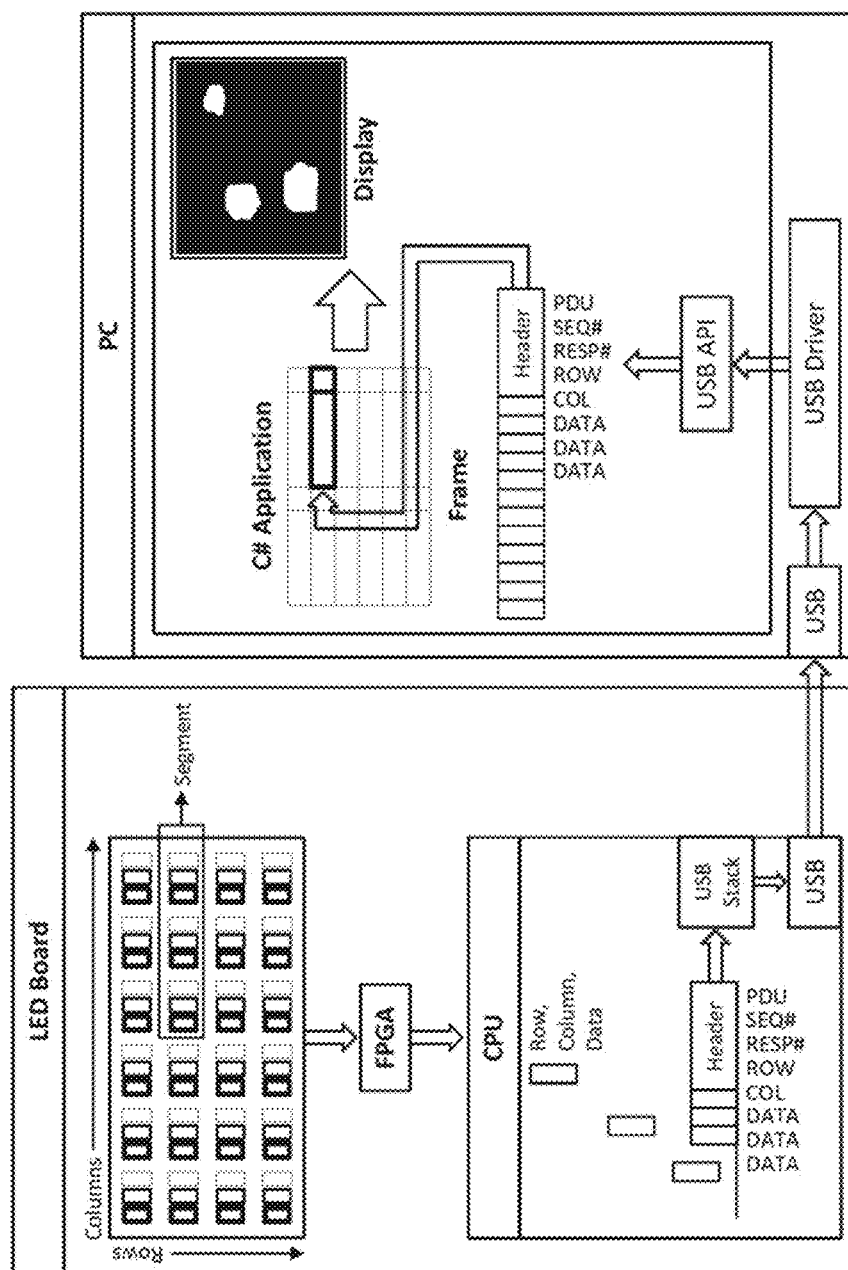 LED Board
Columns
Rows
Segment
FPGA
CPU
Row,
Column,
Data
Header
PDU
SEQ#
RESP#
ROW
COL
DATA
DATA
DATA
USB
Stack
USB
PC
C# Application
Display
Frame
Header
PDU
SEQ#
RESP#
ROW
COL
DATA
DATA
DATA
USB API
USB Driver
USB